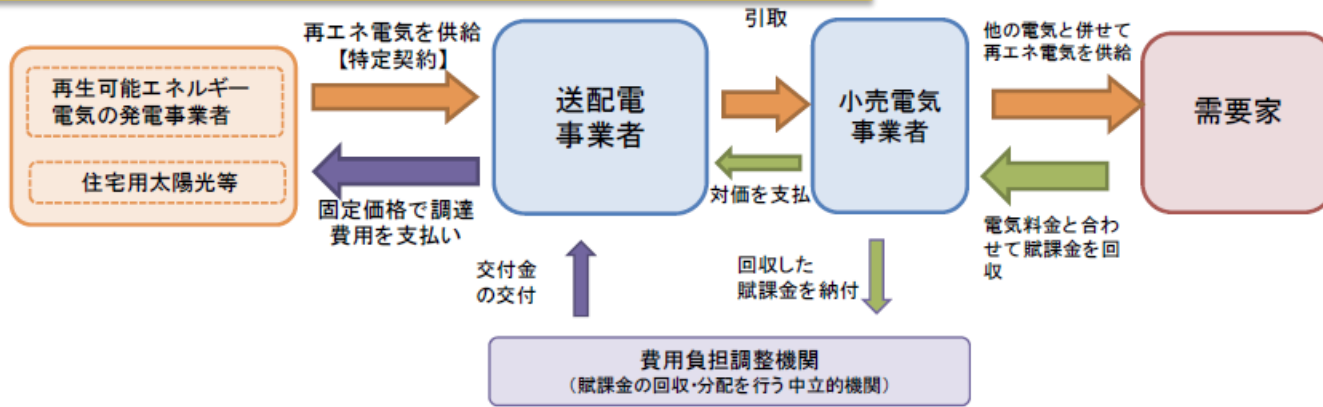 再エネ電気を供給
【特定契約】
引取
他の電気と併せて
再エネ電気を供給
再生可能エネルギー
電気の発電事業者
住宅用太陽光等
送配電
事業者
小売電気
事業者
需要家
固定価格で調達
費用を支払い
対価を支払
電気料金と合わ
せて賦課金を回
収
交付金
の交付
回収した
賦課金を納付
費用負担調整機関
（賦課金の回収・分配を行う中立的機関）